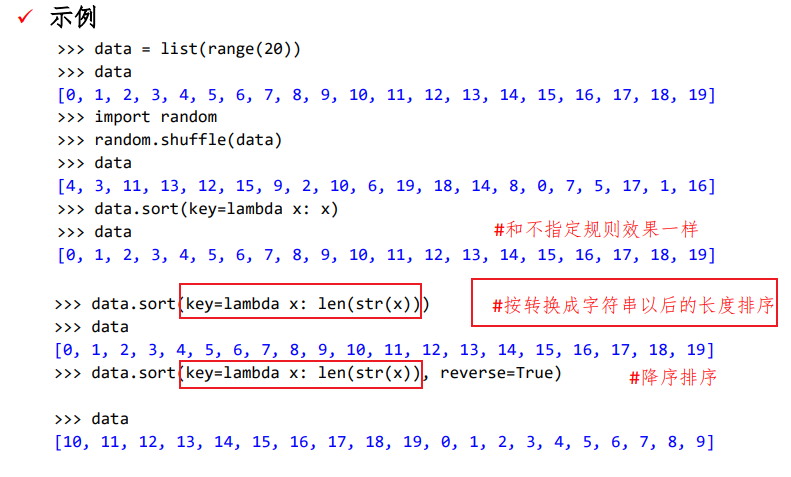 ✓ 示例
>>> data = list(range(20))
>>> data
[0, 1, 2, 3, 4, 5, 6, 7, 8, 9, 10, 11, 12, 13, 14, 15, 16, 17, 18, 19]
>>> import random
>>> random.shuffle(data)
>>> data
[4, 3, 11, 13, 12, 15, 9, 2, 10, 6, 19, 18, 14, 8, 0, 7, 5, 17, 1, 16]
>>> data.sort(key=lambda x: x) #和不指定规则效果一样
>>> data
[0, 1, 2, 3, 4, 5, 6, 7, 8, 9, 10, 11, 12, 13, 14, 15, 16, 17, 18, 19]
>>> data.sort(key=lambda x: len(str(x))) #按转换成字符串以后的长度排序
>>> data
[0, 1, 2, 3, 4, 5, 6, 7, 8, 9, 10, 11, 12, 13, 14, 15, 16, 17, 18, 19]
>>> data.sort(key=lambda x: len(str(x)), reverse=True) #降序排序
>>> data
[10, 11, 12, 13, 14, 15, 16, 17, 18, 19, 0, 1, 2, 3, 4, 5, 6, 7, 8, 9]